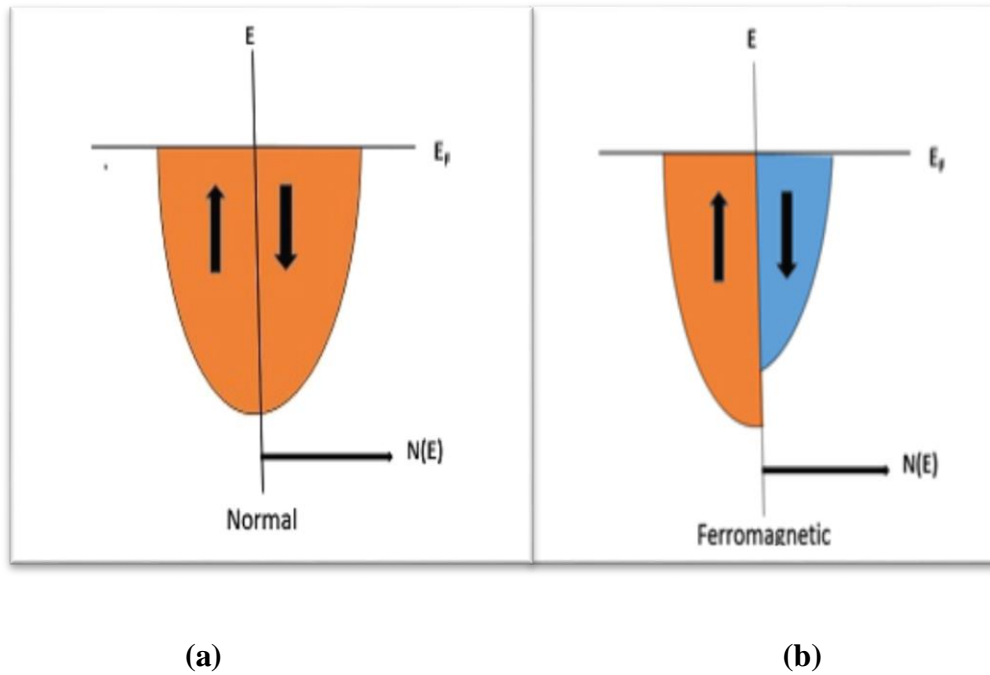 E
E_F
N(E)
Normal
E
E_F
N(E)
Ferromagnetic
(a)
(b)